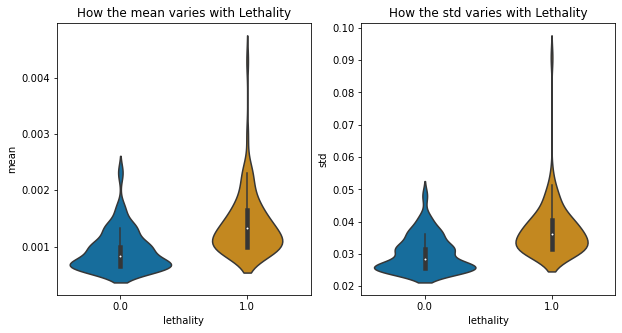 How the mean varies with Lethality
mean
0.004
0.003
0.002
0.001
0.0
1.0
lethality
How the std varies with Lethality
std
0.10
0.09
0.08
0.07
0.06
0.05
0.04
0.03
0.02
0.0
1.0
lethality